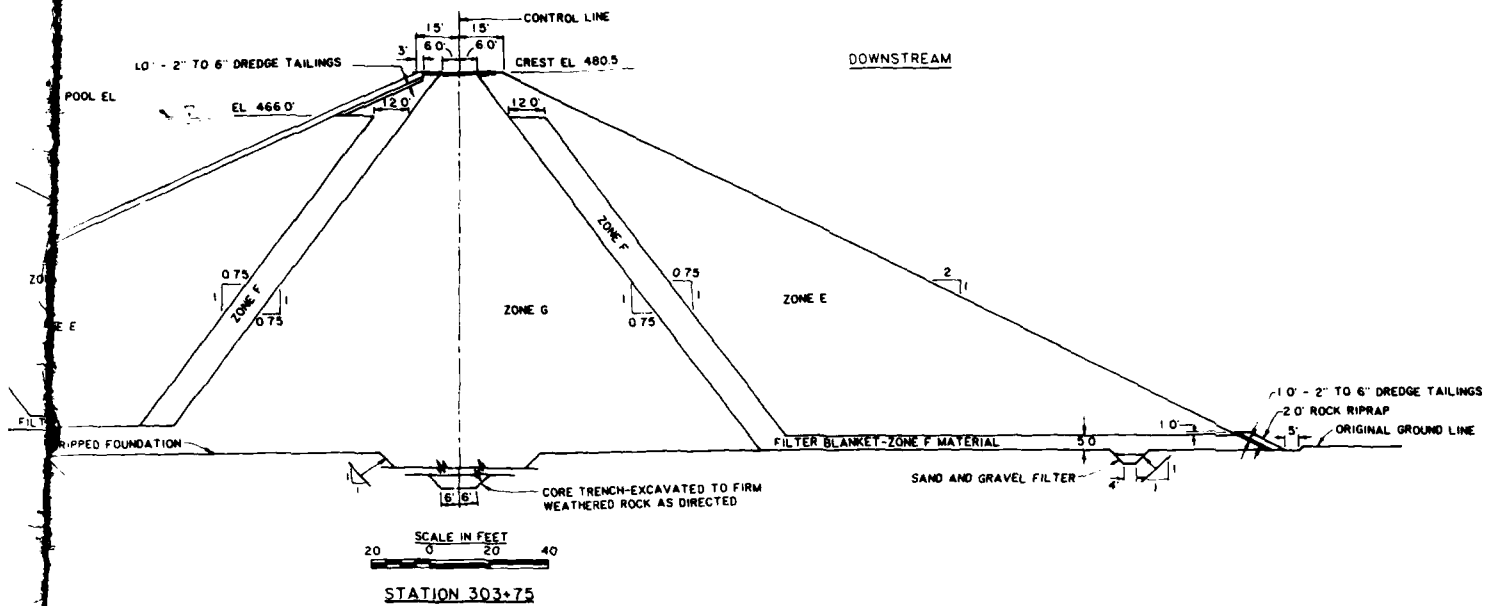 CONTROL LINE
15' 15'
6 0' 6 0'
3'
1.0' - 2" TO 6" DREDGE TAILINGS
CREST EL 480.5
DOWNSTREAM
POOL EL
EL 466 0'
12 0'
12 0'
ZONE F
0 75
1
ZONE F
1
0 75
ZONE G
1
0 75
0 75
1
ZONE E
2
1
E E
1 0' - 2" TO 6" DREDGE TAILINGS
2 0' ROCK RIPRAP
5' ORIGINAL GROUND LINE
1 0'
FILT
RIPPED FOUNDATION
FILTER BLANKET-ZONE F MATERIAL
5 0
1
1
6' 6'
CORE TRENCH-EXCAVATED TO FIRM
WEATHERED ROCK AS DIRECTED
SAND AND GRAVEL FILTER
4'
1
1
SCALE IN FEET
20 0 20 40
STATION 303+75